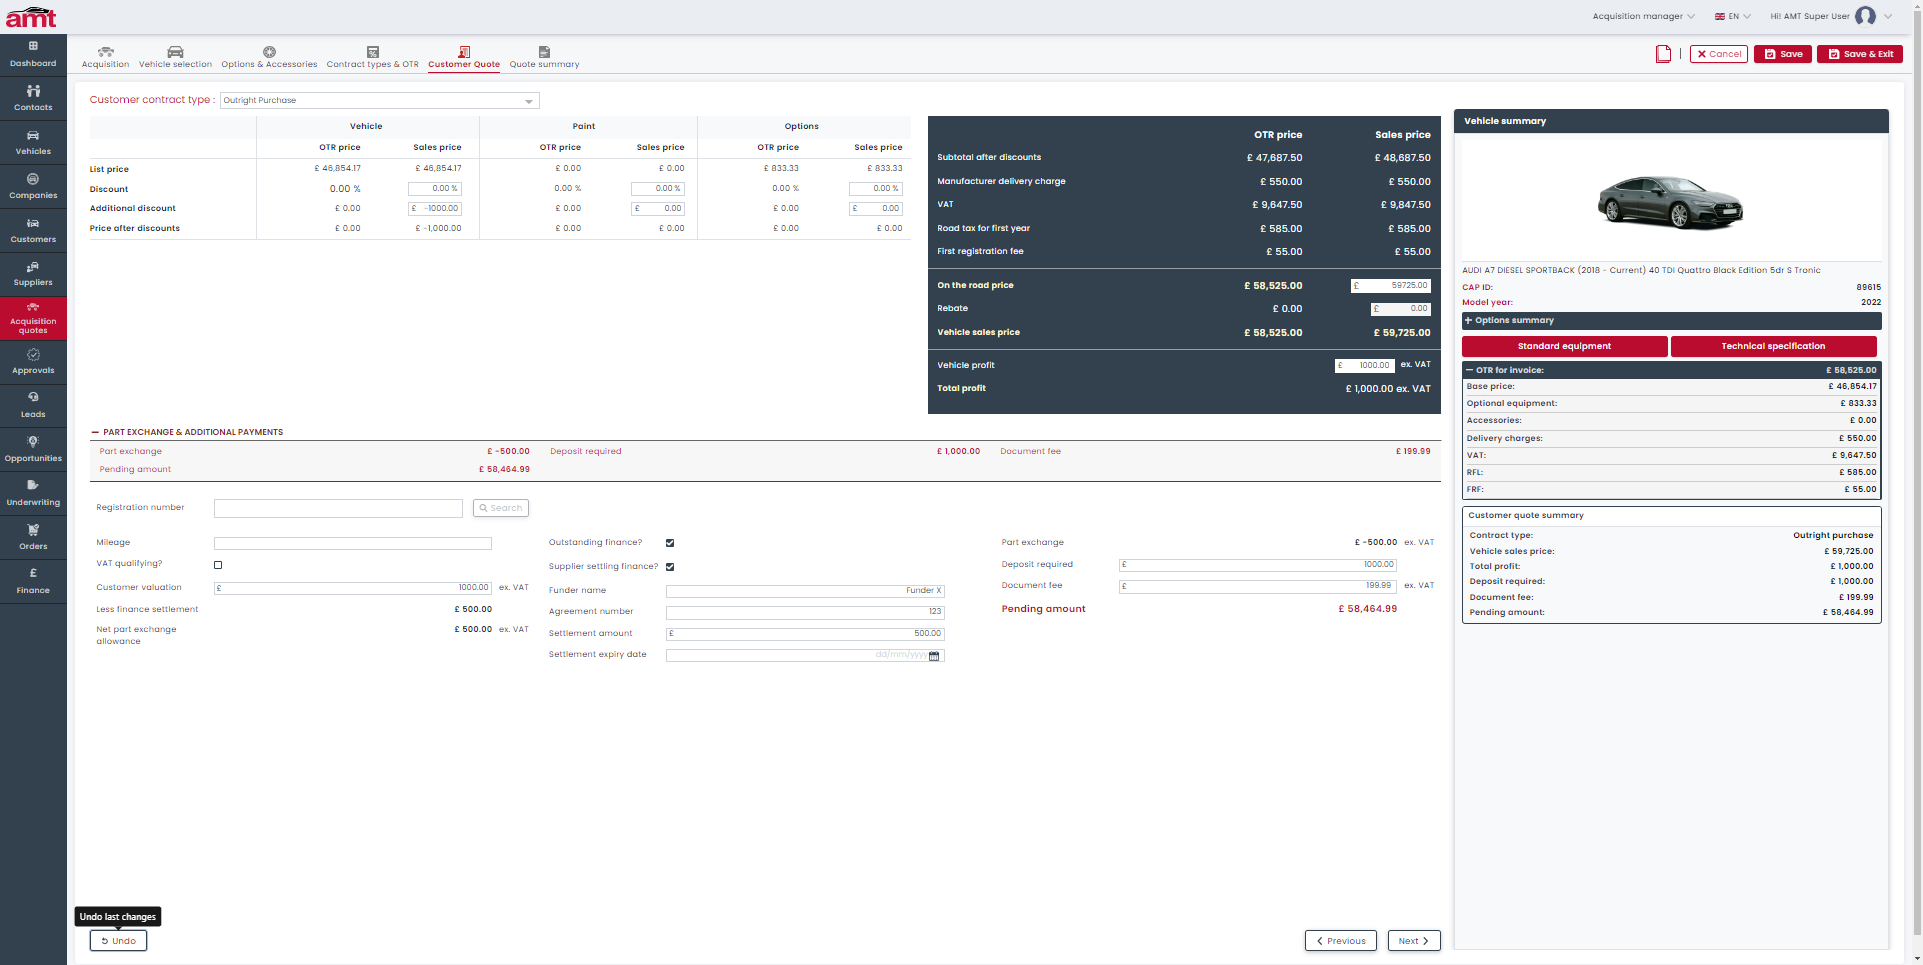 amt
Acquisition manager
EN
Hi! AMT Super User
Dashboard
Contacts
Vehicles
Companies
Customers
Suppliers
Acquisition quotes
Approvals
Leads
Opportunities
Underwriting
Orders
£
Finance
Acquisition
Vehicle selection
Options & Accessories
Contract types & OTR
Customer Quote
Quote summary
Cancel
Save
Save & Exit
Customer contract type : Outright Purchase
Vehicle Paint Options
OTR price Sales price OTR price Sales price OTR price Sales price
List price £ 46,854.17 £ 46,854.17 £ 0.00 £ 0.00 £ 833.33 £ 833.33
Discount 0.00 % 0.00 % 0.00 % 0.00 % 0.00 % 0.00 %
Additional discount £ 0.00 £ -1000.00 £ 0.00 £ 0.00 £ 0.00 £ 0.00
Price after discounts £ 0.00 £ -1,000.00 £ 0.00 £ 0.00 £ 0.00 £ 0.00
OTR price Sales price
Subtotal after discounts £ 47,687.50 £ 48,687.50
Manufacturer delivery charge £ 550.00 £ 550.00
VAT £ 9,647.50 £ 9,847.50
Road tax for first year £ 585.00 £ 585.00
First registration fee £ 55.00 £ 55.00
On the road price £ 58,525.00 £ 59725.00
Rebate £ 0.00 £ 0.00
Vehicle sales price £ 58,525.00 £ 59,725.00
Vehicle profit £ 1000.00 ex. VAT
Total profit £ 1,000.00 ex. VAT
PART EXCHANGE & ADDITIONAL PAYMENTS
Part exchange £ -500.00 Deposit required £ 1,000.00 Document fee £ 199.99
Pending amount £ 58,464.99
Registration number
Search
Mileage
VAT qualifying?
Customer valuation £ 1000.00 ex. VAT
Less finance settlement £ 500.00
Net part exchange allowance £ 500.00 ex. VAT
Outstanding finance?
Supplier settling finance?
Funder name Funder X
Agreement number 123
Settlement amount £ 500.00
Settlement expiry date dd/mm/yyyy
Part exchange £ -500.00 ex. VAT
Deposit required £ 1000.00
Document fee £ 199.99 ex. VAT
Pending amount £ 58,464.99
Undo last changes
Undo
Previous
Next
Vehicle summary
AUDI A7 DIESEL SPORTBACK (2018 - Current) 40 TDI Quattro Black Edition 5dr S Tronic
CAP ID: 89615
Model year: 2022
Options summary
Standard equipment
Technical specification
OTR for invoice: £ 58,525.00
Base price: £ 46,854.17
Optional equipment: £ 833.33
Accessories: £ 0.00
Delivery charges: £ 550.00
VAT: £ 9,647.50
RFL: £ 585.00
FRF: £ 55.00
Customer quote summary
Contract type: Outright purchase
Vehicle sales price: £ 59,725.00
Total profit: £ 1,000.00
Deposit required: £ 1,000.00
Document fee: £ 199.99
Pending amount: £ 58,464.99